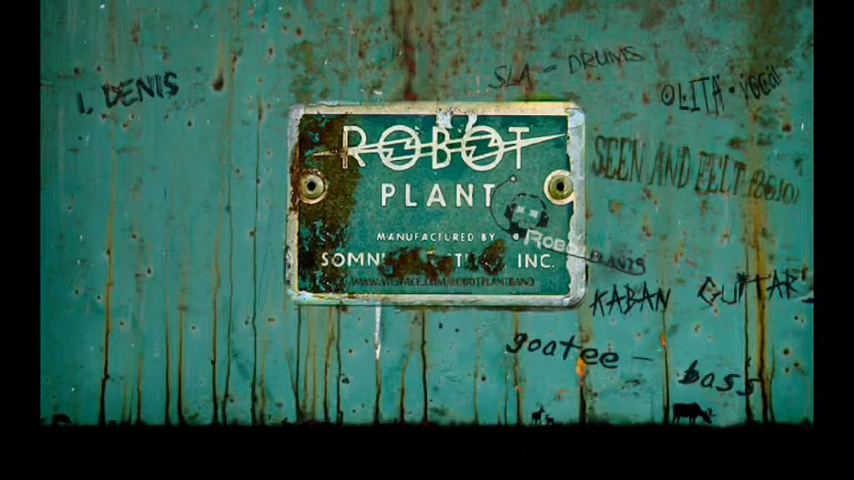 SLA - DRUMS
I. DENIS
OLITA - vocal
ROBOT
PLANT
SEEN AND FELT
MANUFACTURED BY
INC.
ROBOT PLANTS
KABAN GUITAR
goatee -
bass